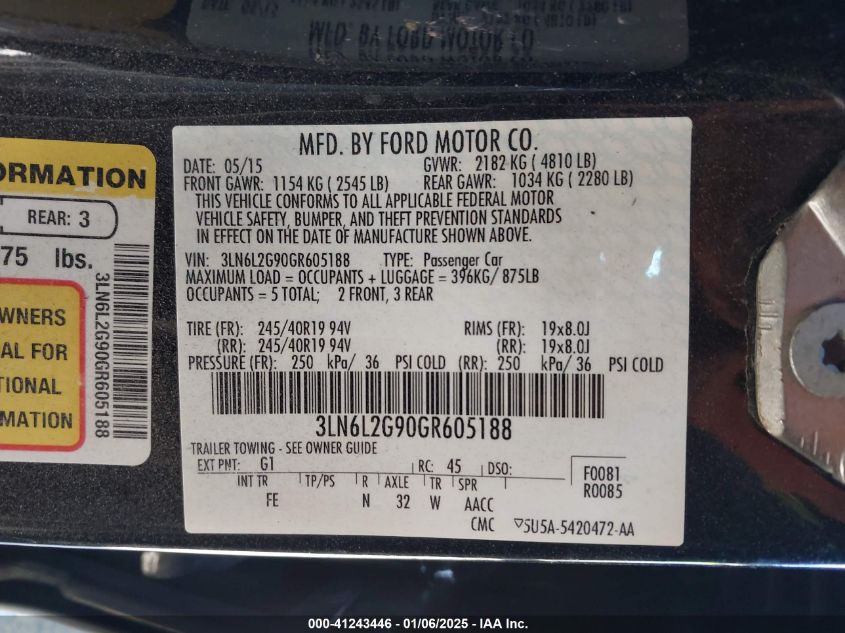 MFD. BY FORD MOTOR CO.
DATE: 05/15 GVWR: 2182 KG ( 4810 LB)
FRONT GAWR: 1154 KG ( 2545 LB) REAR GAWR: 1034 KG ( 2280 LB)
THIS VEHICLE CONFORMS TO ALL APPLICABLE FEDERAL MOTOR
VEHICLE SAFETY, BUMPER, AND THEFT PREVENTION STANDARDS
IN EFFECT ON THE DATE OF MANUFACTURE SHOWN ABOVE.
VIN: 3LN6L2G90GR605188 TYPE: Passenger Car
MAXIMUM LOAD = OCCUPANTS + LUGGAGE = 396KG/ 875LB
OCCUPANTS = 5 TOTAL; 2 FRONT, 3 REAR
TIRE (FR): 245/40R19 94V RIMS (FR): 19x8.0J
(RR): 245/40R19 94V (RR): 19x8.0J
PRESSURE (FR): 250 kPa/ 36 PSI COLD (RR): 250 kPa/ 36 PSI COLD
3LN6L2G90GR605188
TRAILER TOWING - SEE OWNER GUIDE
EXT PNT: G1 RC: 45 DSO: F0081
R0085
INT TR TP/PS R AXLE TR SPR
FE N 32 W AACC
CMC 5U5A-5420472-AA
ORMATION
REAR: 3
75 lbs.
WNERS
AL FOR
TIONAL
RMATION
3LN6L2G90GR605188
MFD. BY FORD MOTOR CO
000-41243446 - 01/06/2025 - IAA Inc.